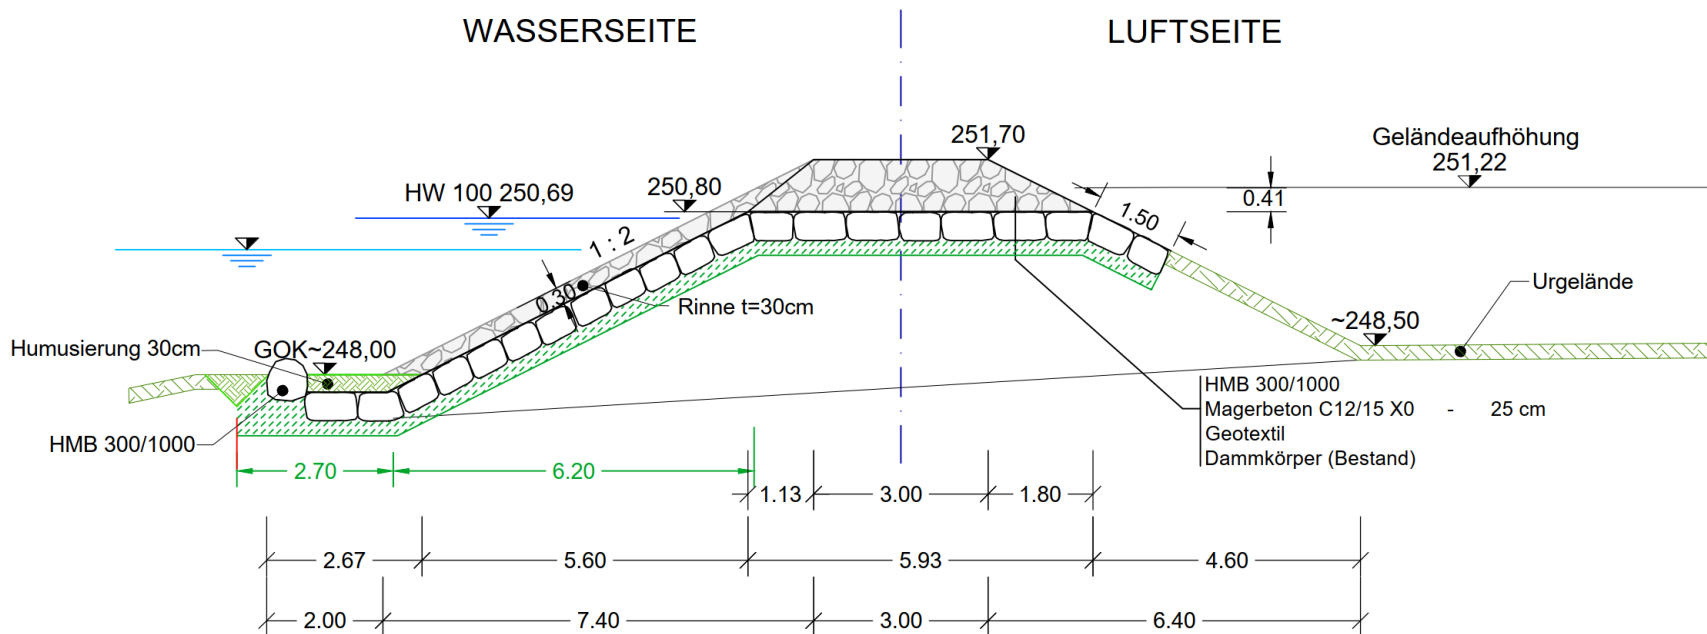 WASSERSEITE
LUFTSEITE
251,70
Geländeaufhöhung
251,22
HW 100 250,69
250,80
0.41
1.50
1 : 2
0.30
Rinne t=30cm
Urgelände
~248,50
Humusierung 30cm
GOK~248,00
HMB 300/1000
HMB 300/1000
Magerbeton C12/15 X0 - 25 cm
Geotextil
Dammkörper (Bestand)
2.70
6.20
1.13
3.00
1.80
2.67
5.60
5.93
4.60
2.00
7.40
3.00
6.40